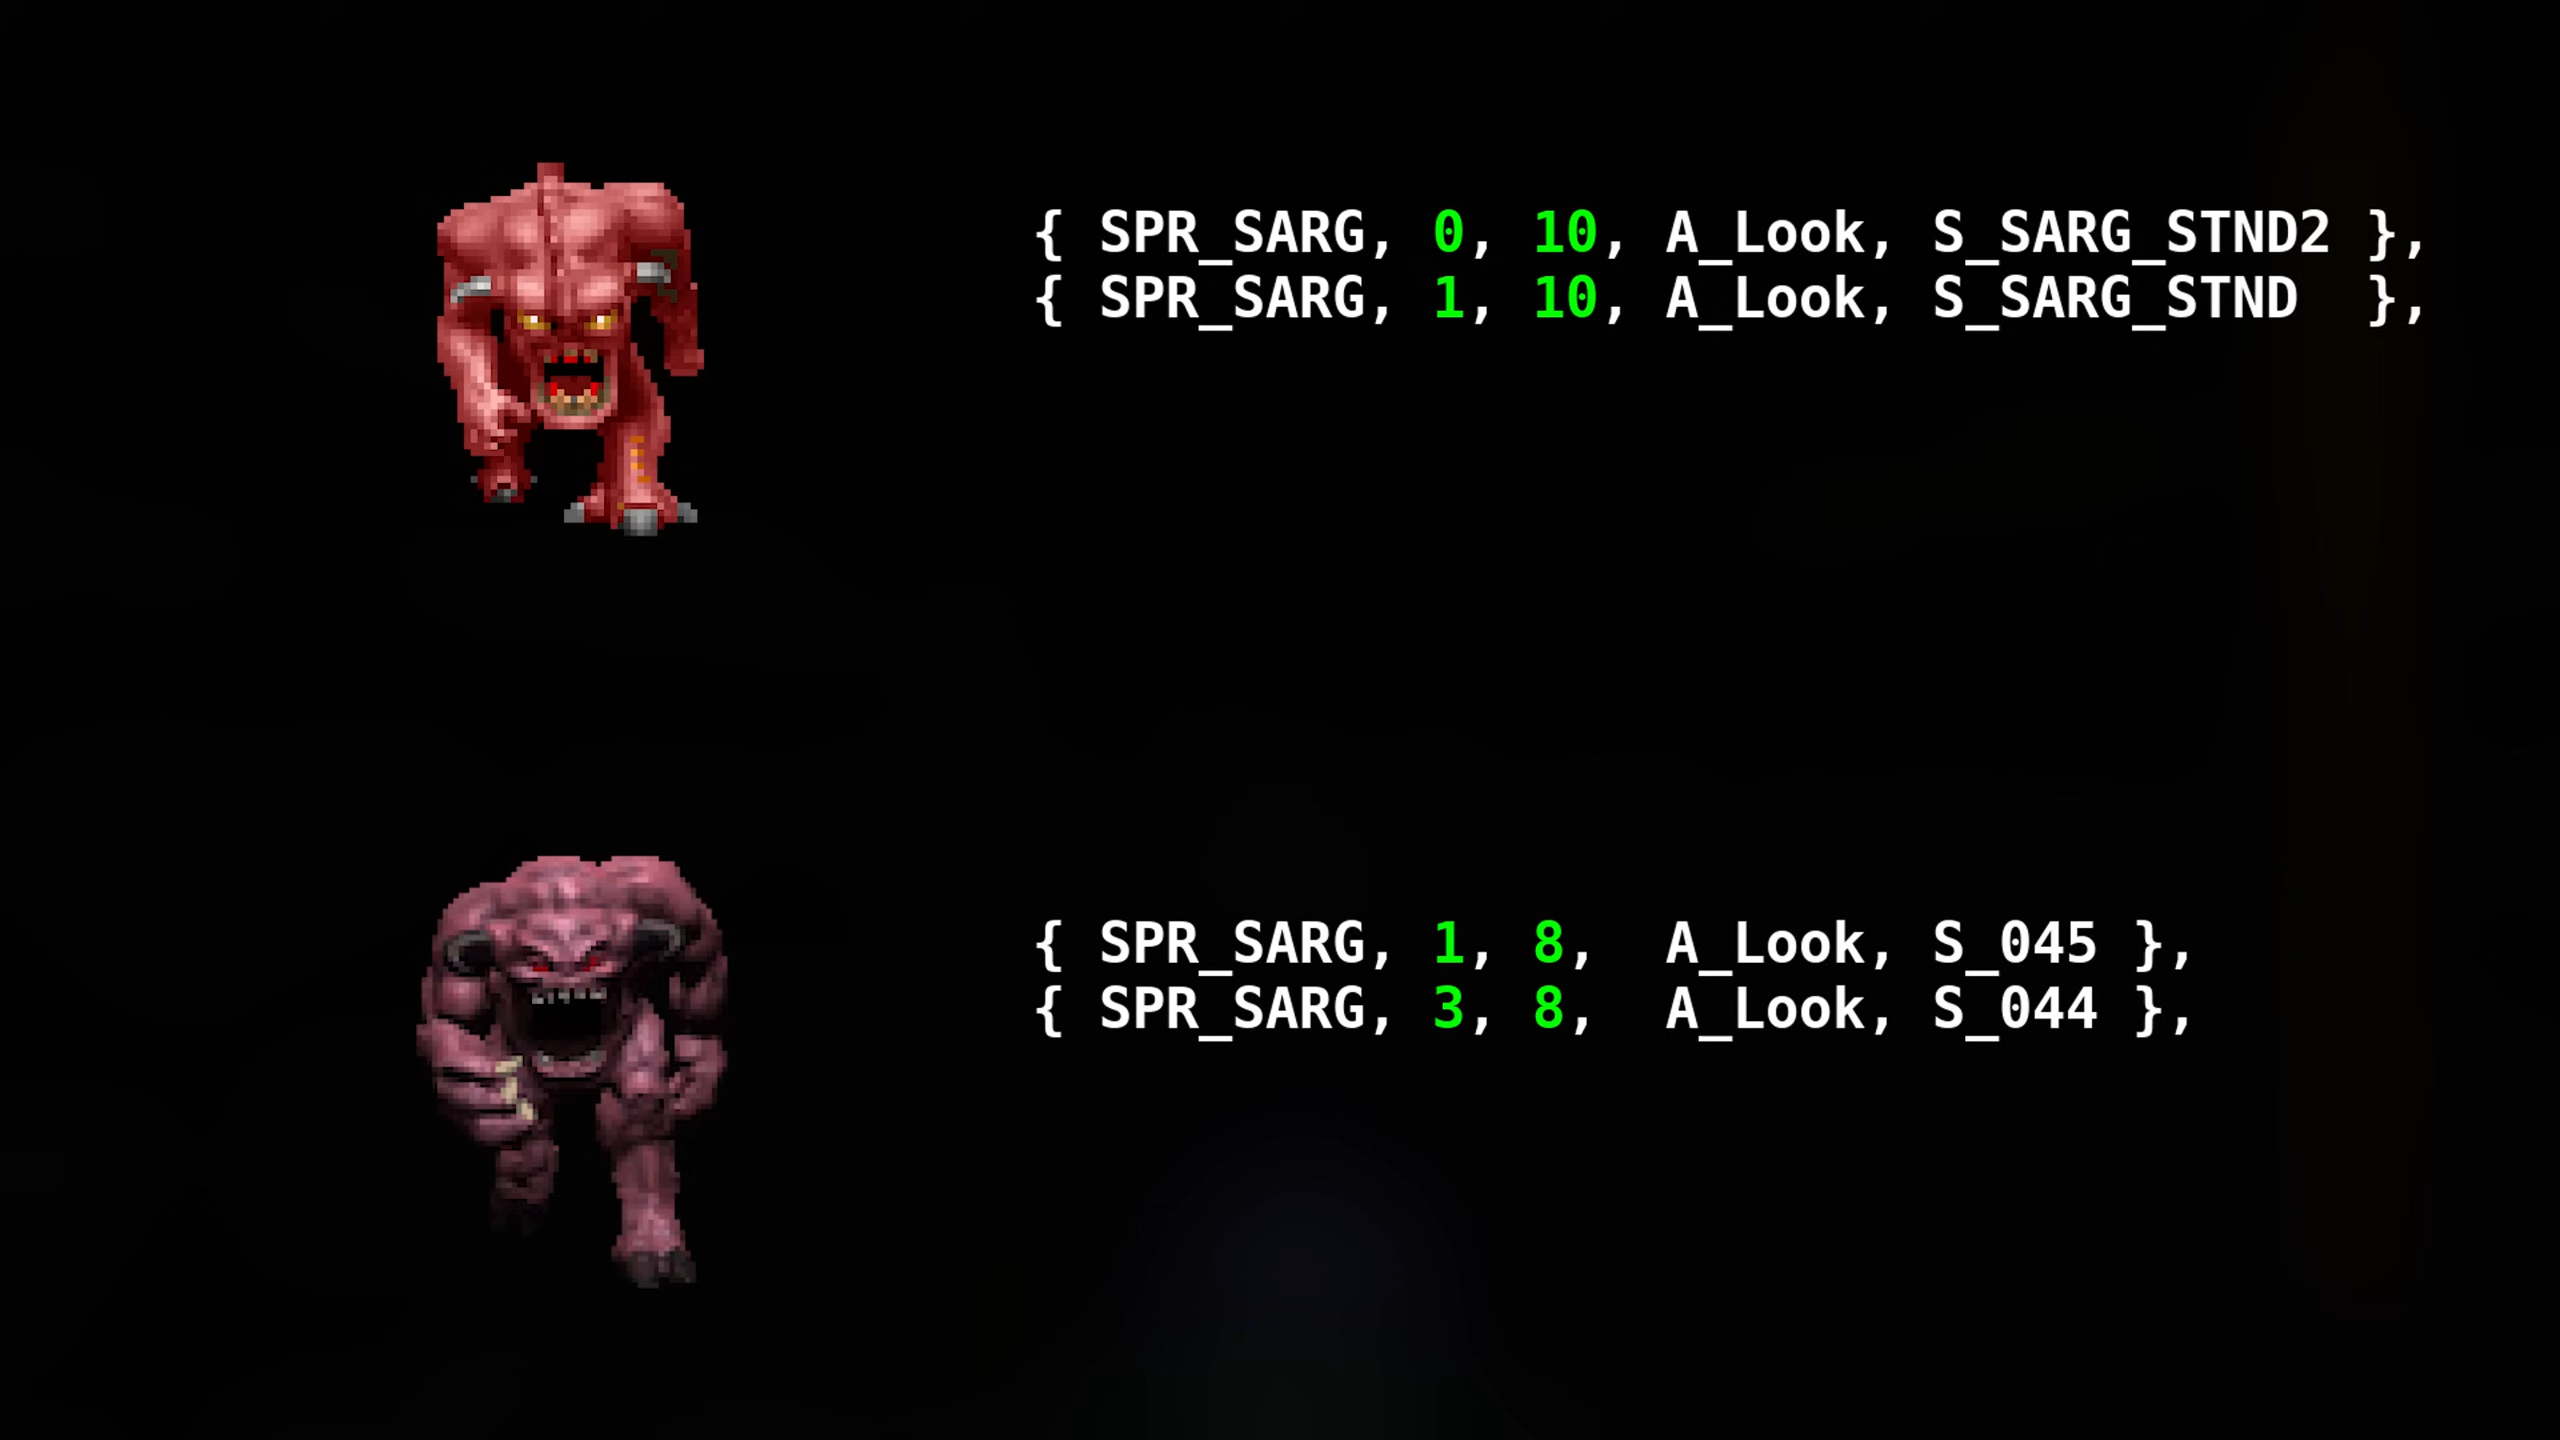 { SPR_SARG, 0, 10, A_Look, S_SARG_STND2 },
{ SPR_SARG, 1, 10, A_Look, S_SARG_STND  },
{ SPR_SARG, 1, 8,  A_Look, S_045 },
{ SPR_SARG, 3, 8,  A_Look, S_044 },